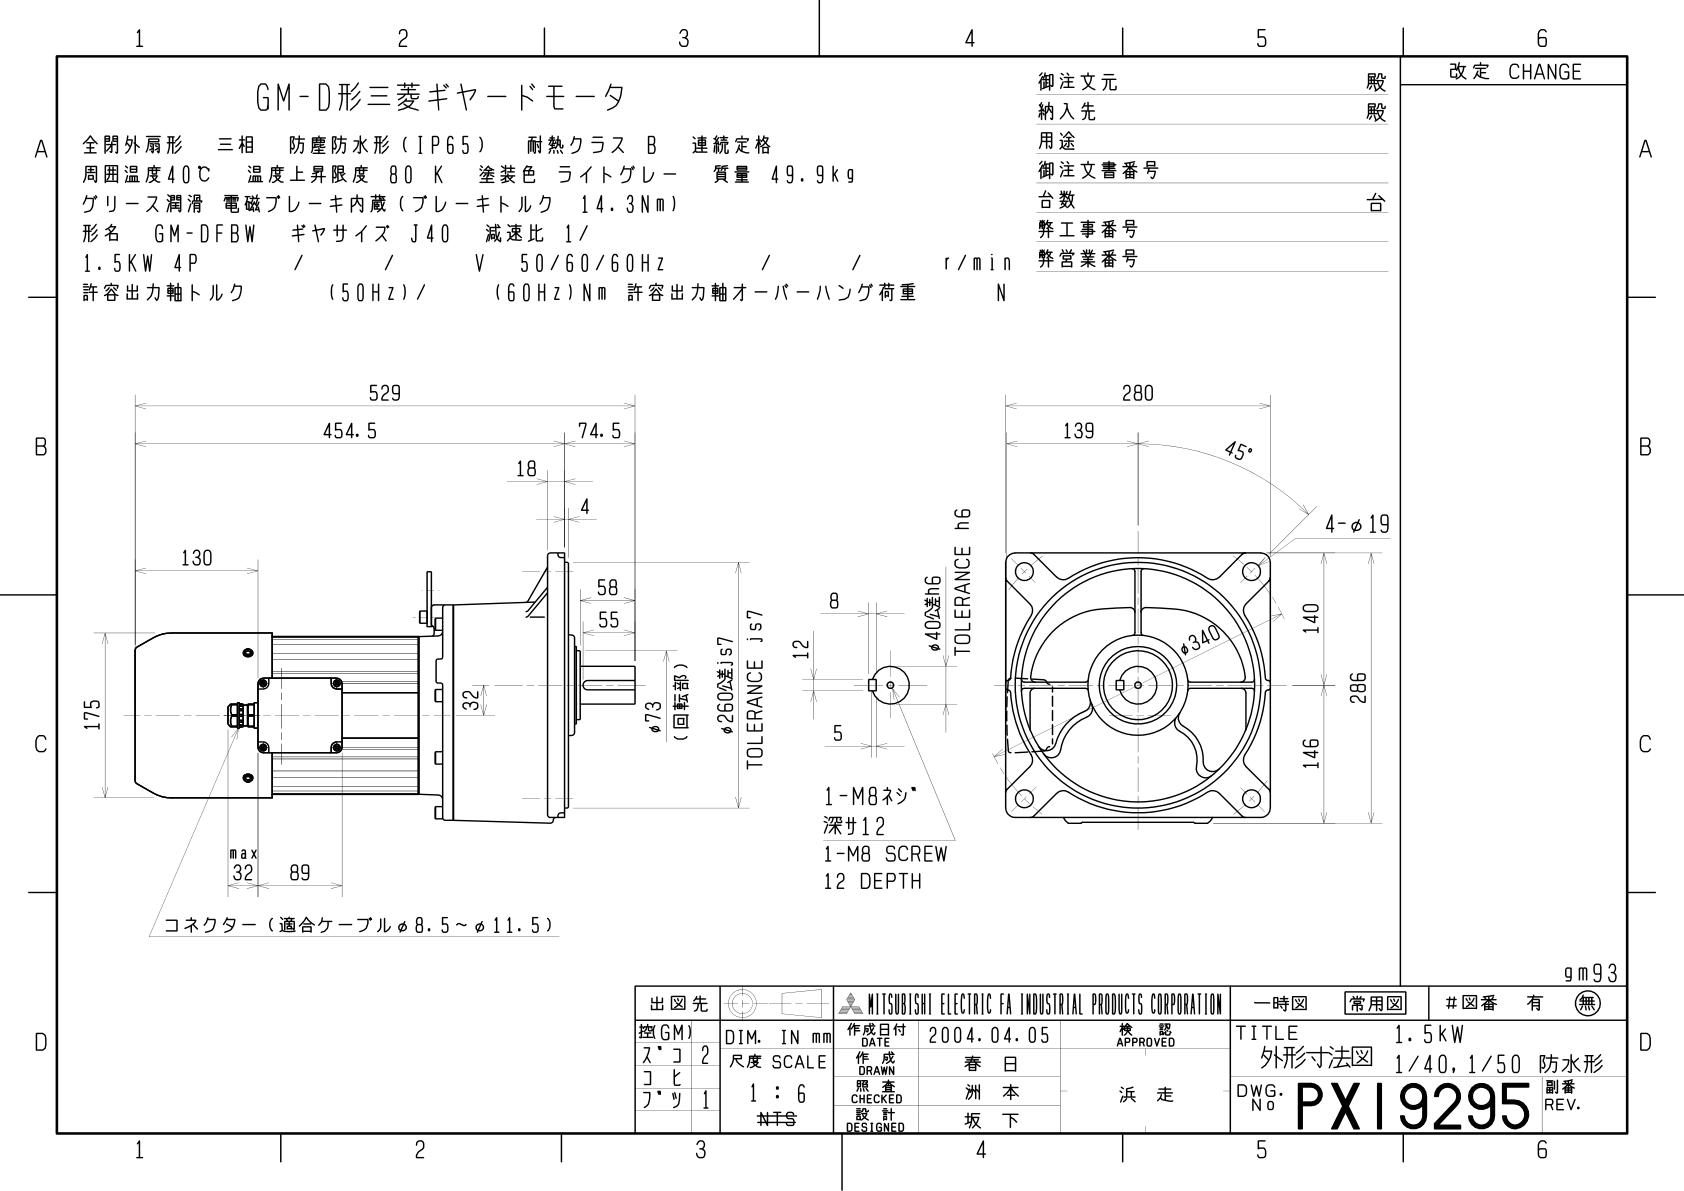 1 2 3 4 5 6
改定 CHANGE
GM-D形三菱ギヤードモータ
全閉外扇形 三相 防塵防水形(IP65) 耐熱クラス B 連続定格
周囲温度40℃ 温度上昇限度 80 K 塗装色 ライトグレー 質量 49.9kg
グリース潤滑 電磁ブレーキ内蔵(ブレーキトルク 14.3Nm)
形名 GM-DFBW ギヤサイズ J40 減速比 1/
1.5KW 4P / / V 50/60/60Hz / / r/min
許容出力軸トルク (50Hz)/ (60Hz)Nm 許容出力軸オーバーハング荷重 N
御注文元 殿
納入先 殿
用途
御注文書番号
台数 台
弊工事番号
弊営業番号
A A
B B
C C
D D
529
454.5 74.5
18
4
130
58
55
175
32
φ73
(回転部)
φ260公差js7
TOLERANCE js7
max
32 89
コネクター(適合ケーブルφ8.5~φ11.5)
8
12
5
φ40公差h6
TOLERANCE h6
1-M8ネジ
深サ12
1-M8 SCREW
12 DEPTH
280
139
45°
4-φ19
φ340
140
146
286
gm93
出図先
控(GM)
スﾞコ 2
コヒ
フﾞツ 1
DIM. IN mm
尺度 SCALE
1 : 6
NTS
MITSUBISHI ELECTRIC FA INDUSTRIAL PRODUCTS CORPORATION
作成日付
DATE
2004.04.05
検 認
APPROVED
作 成
DRAWN
春 日
照 査
CHECKED
洲 本
浜 走
設 計
DESIGNED
坂 下
一時図 常用図 #図番 有 無
TITLE 1.5kW
外形寸法図 1/40,1/50 防水形
DWG.
No
PX19295
副番
REV.
1 2 3 4 5 6